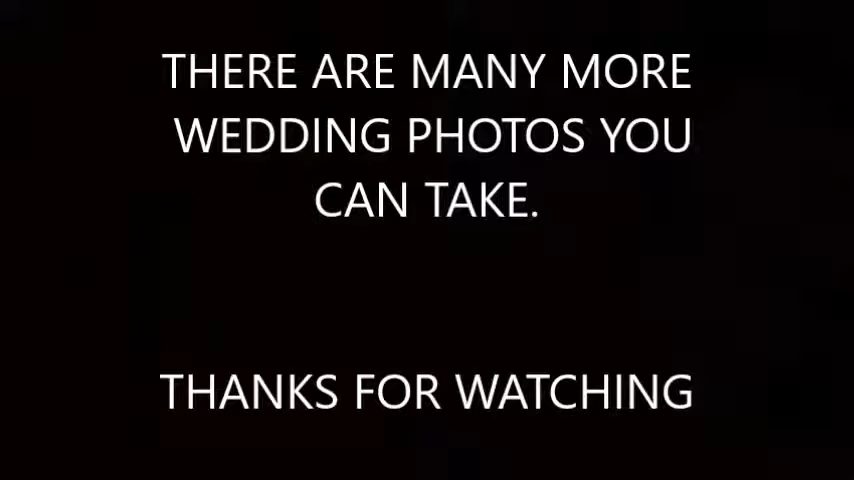 THERE ARE MANY MORE
WEDDING PHOTOS YOU
CAN TAKE.
THANKS FOR WATCHING